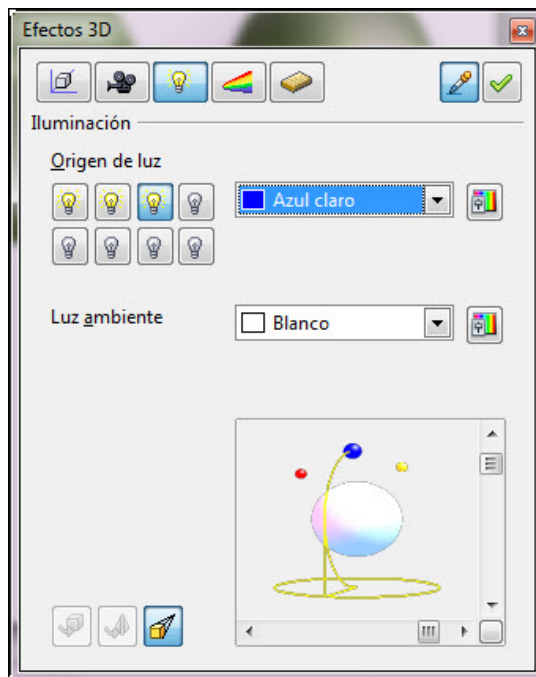 Efectos 3D
Iluminación
Origen de luz
Azul claro
Luz ambiente
Blanco